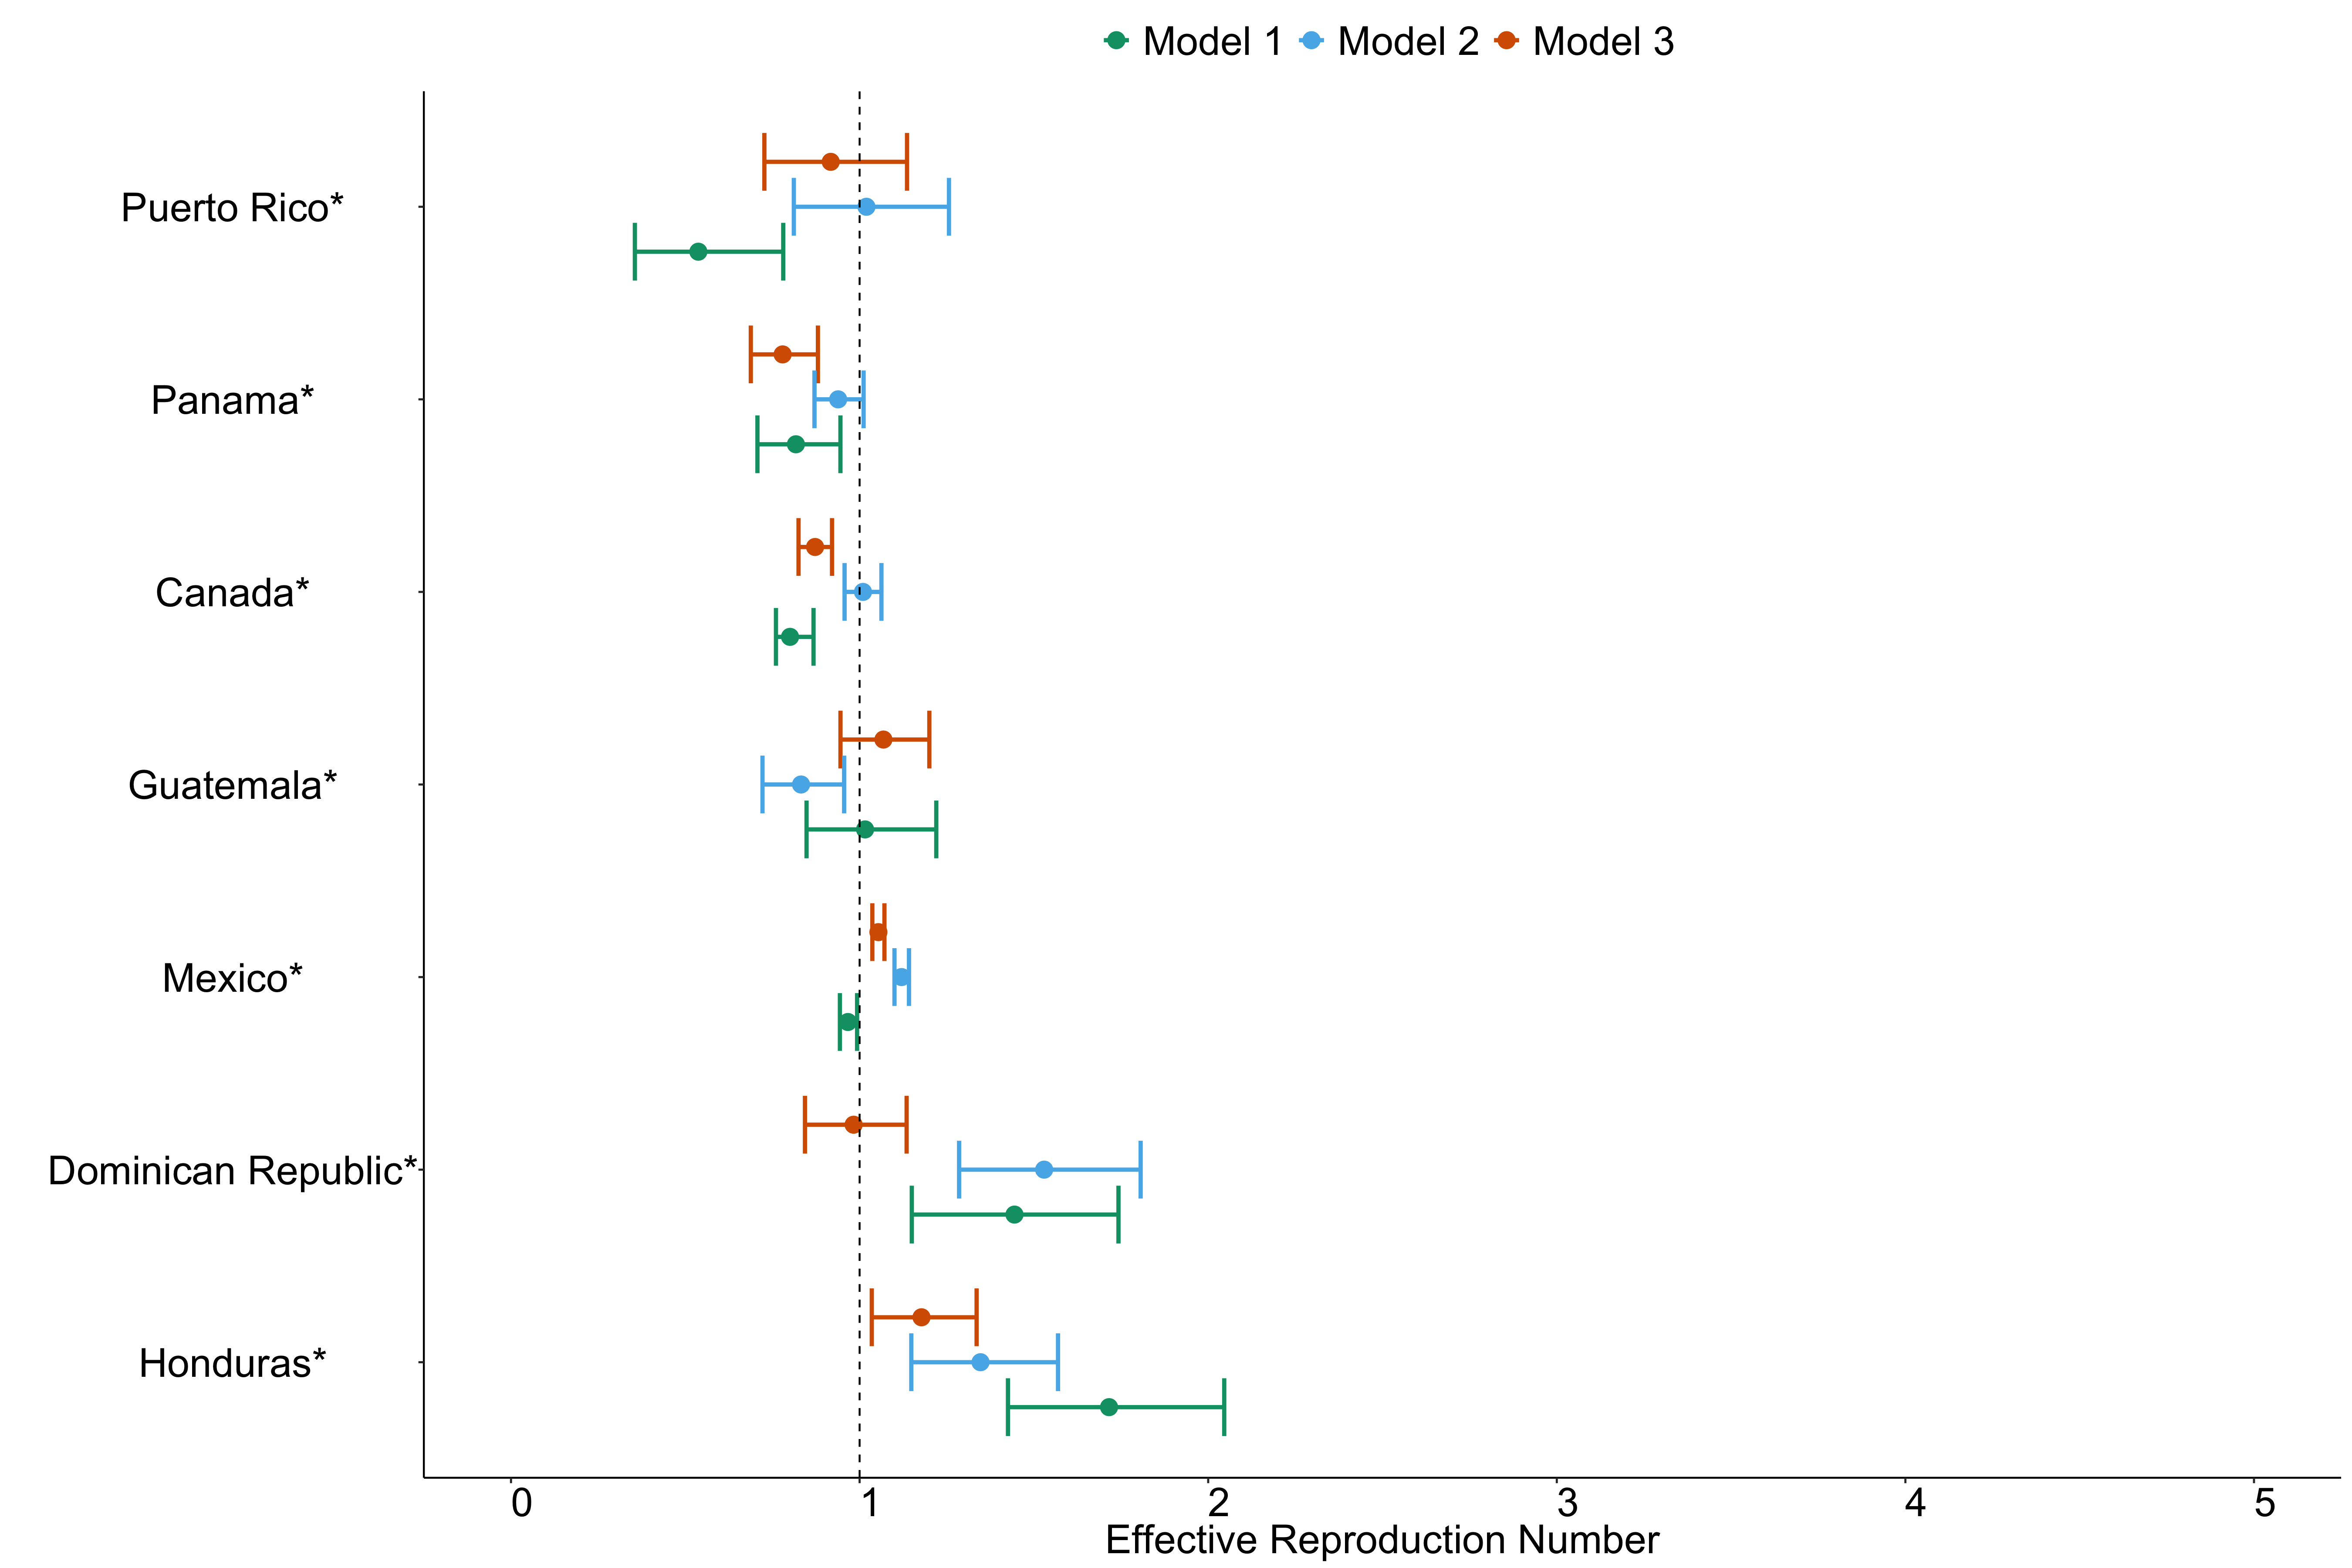 Model 1 Model 2 Model 3
Puerto Rico*
Panama*
Canada*
Guatemala*
Mexico*
Dominican Republic*
Honduras*
0 1 2 3 4 5
Effective Reproduction Number